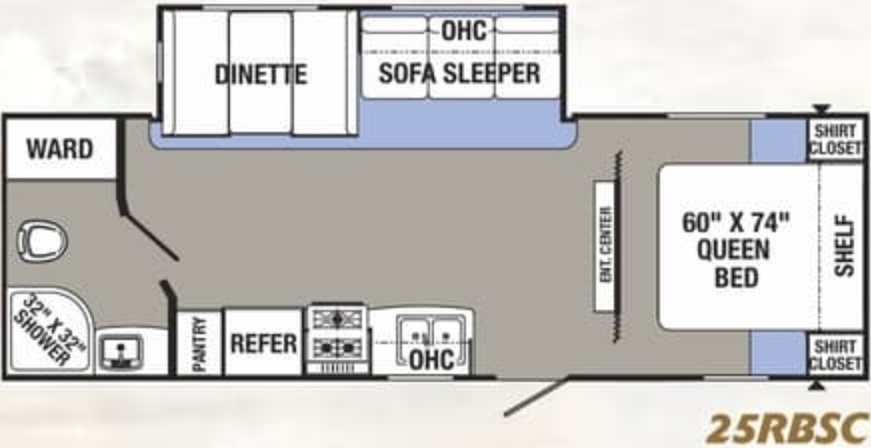 OHC
DINETTE
SOFA SLEEPER
WARD
SHIRT
CLOSET
ENT. CENTER
60" X 74"
QUEEN
BED
SHELF
32" X 32"
SHOWER
PANTRY
REFER
OHC
SHIRT
CLOSET
25RBSC